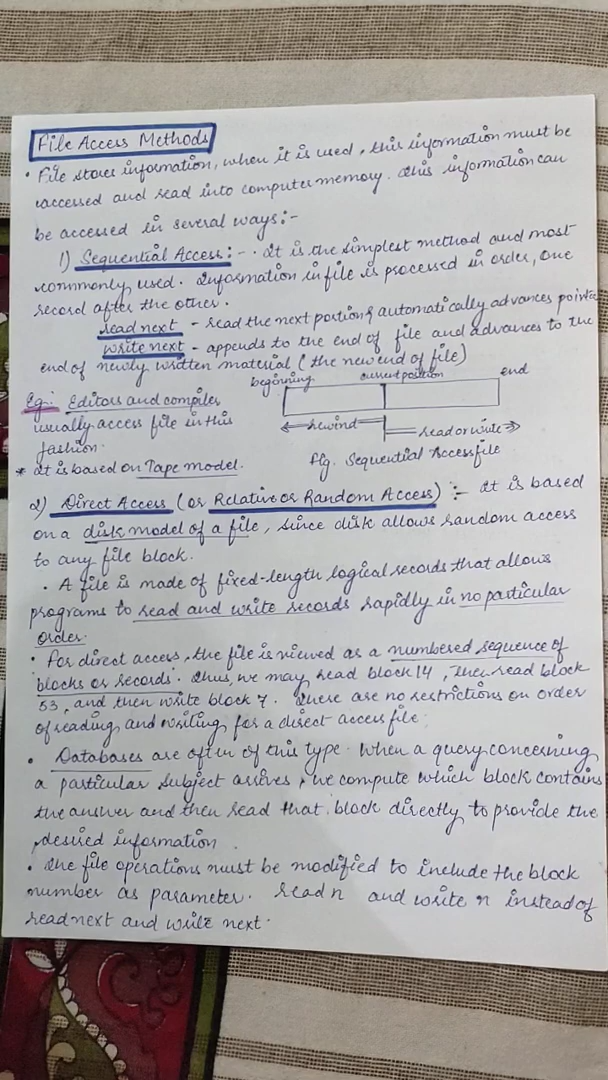 File Access Methods
• File stores information, when it is used, this information must be
accessed and read into computer memory. This information can
be accessed in several ways:-
1) Sequential Access:- • It is the simplest method and most
commonly used. Information in file is processed in order, one
record after the other.
read next - read the next portion & automatically advances pointer
write next - appends to the end of file and advances to the
end of newly written material (the new end of file)
beginning current position end
Eg:- Editors and compiler
usually access file in this
fashion.
rewind read or write
* It is based on Tape model.
fig. Sequential Access file
2) Direct Access (or Relative or Random Access) :- It is based
on a disk model of a file, since disk allows random access
to any file block.
• A file is made of fixed-length logical records that allows
programs to read and write records rapidly in no particular
order.
• For direct access, the file is viewed as a numbered sequence of
blocks or records. Thus, we may read block 14, then read block
53, and then write block 7. There are no restrictions on order
of reading and writing for a direct access file.
• Databases are often of this type. When a query concerning
a particular subject arrives, we compute which block contains
the answer and then read that block directly to provide the
desired information.
• The file operations must be modified to include the block
number as parameter. read n and write n instead of
read next and write next.